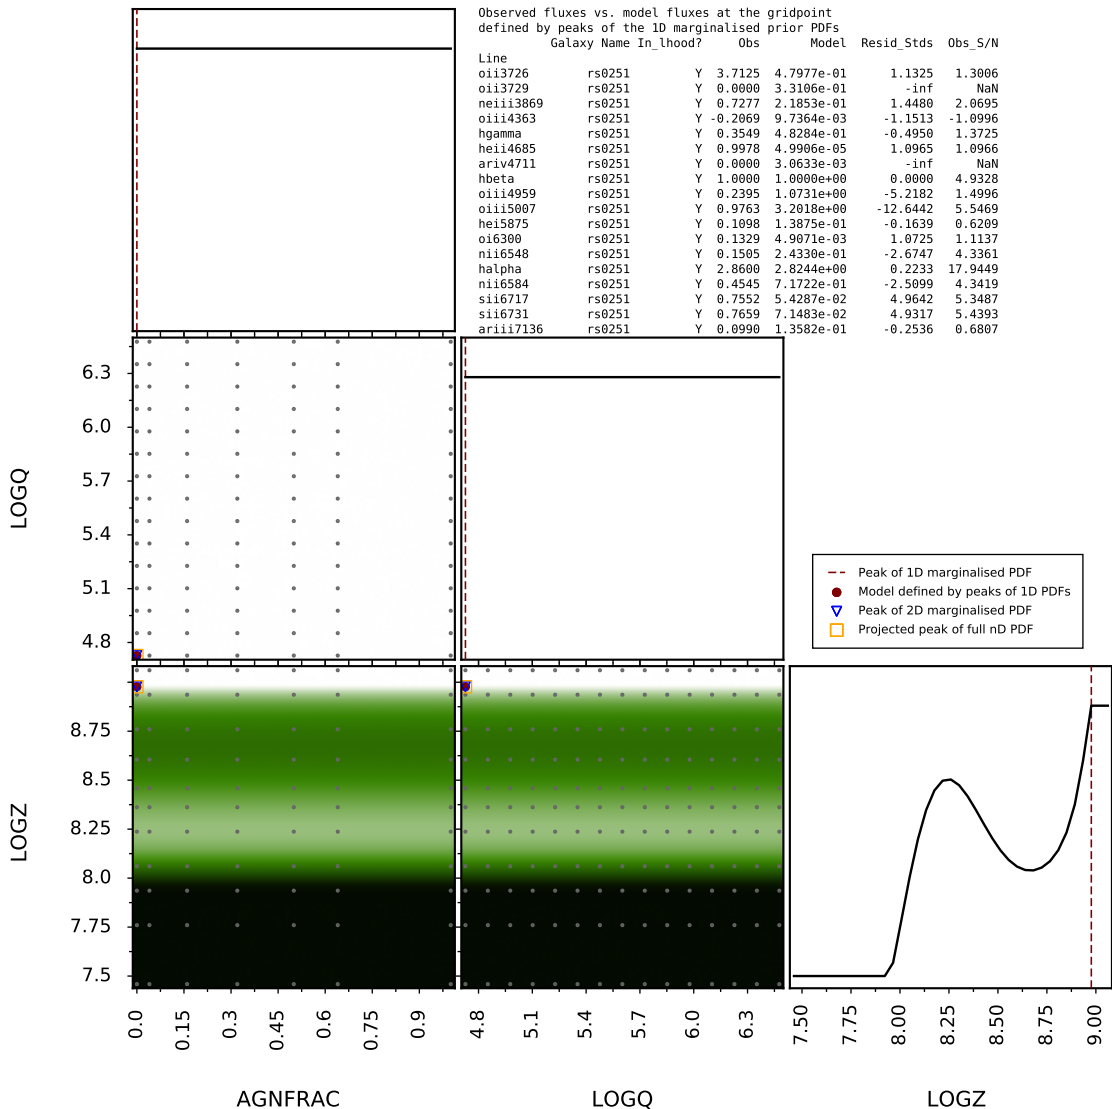 Observed fluxes vs. model fluxes at the gridpoint
defined by peaks of the 1D marginalised prior PDFs
Galaxy Name In_lhood? Obs Model Resid_Stds Obs_S/N
Line
oii3726 rs0251 Y 3.7125 4.7977e-01 1.1325 1.3006
oii3729 rs0251 Y 0.0000 3.3106e-01 -inf NaN
neiii3869 rs0251 Y 0.7277 2.1853e-01 1.4480 2.0695
oiii4363 rs0251 Y -0.2069 9.7364e-03 -1.1513 -1.0996
hgamma rs0251 Y 0.3549 4.8284e-01 -0.4950 1.3725
heii4685 rs0251 Y 0.9978 4.9906e-05 1.0965 1.0966
ariv4711 rs0251 Y 0.0000 3.0633e-03 -inf NaN
hbeta rs0251 Y 1.0000 1.0000e+00 0.0000 4.9328
oiii4959 rs0251 Y 0.2395 1.0731e+00 -5.2182 1.4996
oiii5007 rs0251 Y 0.9763 3.2018e+00 -12.6442 5.5469
hei5875 rs0251 Y 0.1098 1.3875e-01 -0.1639 0.6209
oi6300 rs0251 Y 0.1329 4.9071e-03 1.0725 1.1137
nii6548 rs0251 Y 0.1505 2.4330e-01 -2.6747 4.3361
halpha rs0251 Y 2.8600 2.8244e+00 0.2233 17.9449
nii6584 rs0251 Y 0.4545 7.1722e-01 -2.5099 4.3419
sii6717 rs0251 Y 0.7552 5.4287e-02 4.9642 5.3487
sii6731 rs0251 Y 0.7659 7.1483e-02 4.9317 5.4393
ariii7136 rs0251 Y 0.0990 1.3582e-01 -0.2536 0.6807
6.3
6.0
5.7
5.4
5.1
4.8
LOGQ
Peak of 1D marginalised PDF
Model defined by peaks of 1D PDFs
Peak of 2D marginalised PDF
Projected peak of full nD PDF
8.75
8.5
8.25
8.0
7.75
7.5
LOGZ
0.0 0.15 0.3 0.45 0.6 0.75 0.9
4.8 5.1 5.4 5.7 6.0 6.3
7.50 7.75 8.00 8.25 8.50 8.75 9.00
AGNFRAC LOGQ LOGZ